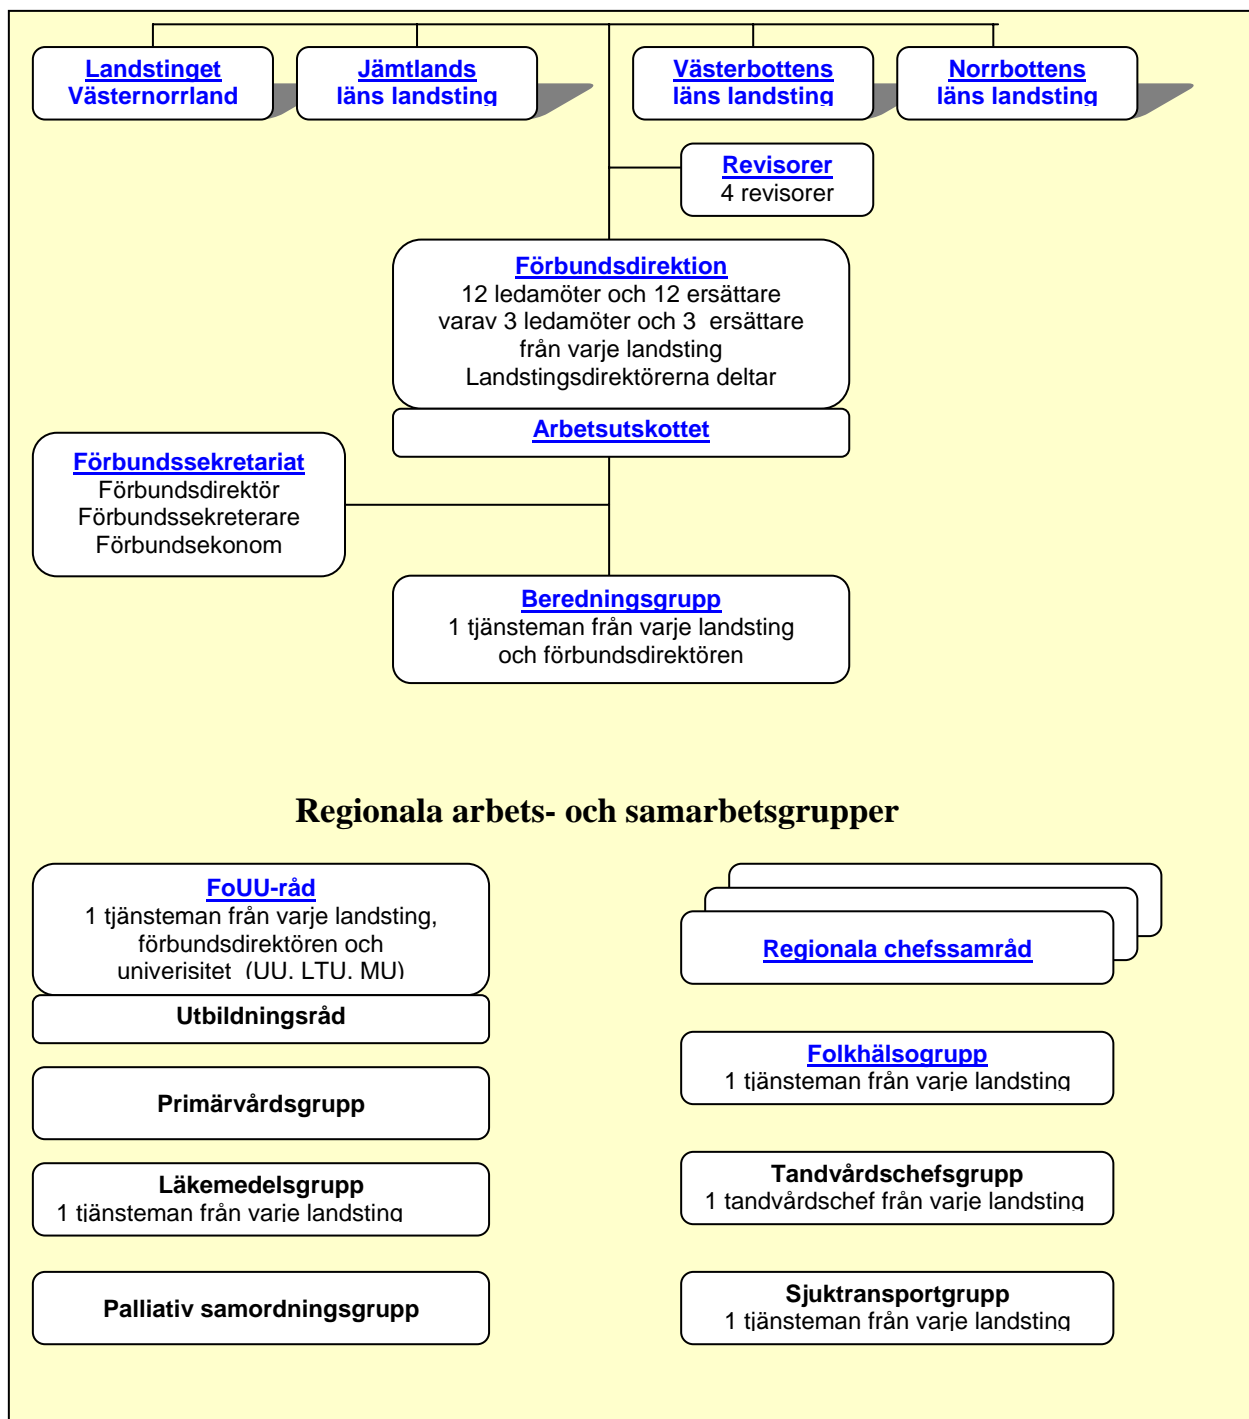 Landstinget
Västernorrland
Jämtlands
läns landsting
Västerbottens
läns landsting
Norrbottens
läns landsting
Revisorer
4 revisorer
Förbundsdirektion
12 ledamöter och 12 ersättare
varav 3 ledamöter och 3 ersättare
från varje landsting
Landstingsdirektörerna deltar
Arbetsutskottet
Förbundssekretariat
Förbundsdirektör
Förbundssekreterare
Förbundsekonom
Beredningsgrupp
1 tjänsteman från varje landsting
och förbundsdirektören
Regionala arbets- och samarbetsgrupper
FoUU-råd
1 tjänsteman från varje landsting,
förbundsdirektören och
univerisitet (UU, LTU, MU)
Utbildningsråd
Primärvårdsgrupp
Läkemedelsgrupp
1 tjänsteman från varje landsting
Palliativ samordningsgrupp
Regionala chefssamråd
Folkhälsogrupp
1 tjänsteman från varje landsting
Tandvårdschefsgrupp
1 tandvårdschef från varje landsting
Sjuktransportgrupp
1 tjänsteman från varje landsting